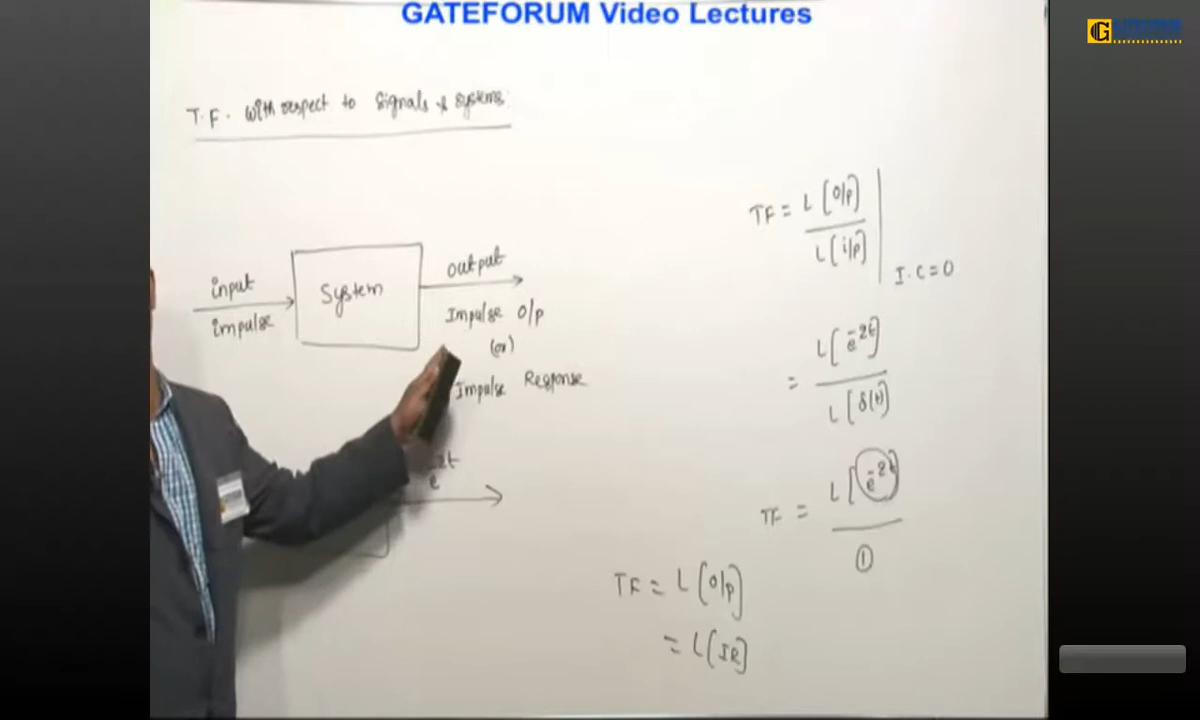 GATEFORUM Video Lectures
T.F. With respect to Signals & Systems
input
impulse
System
output
Impulse O/p
(or)
Impulse Response
TF = L[O/p] / L[i/p] | I.C=0
= L[e^-2t] / L[δ(t)]
TF = L[e^-2t] / 1
TF = L[O/p]
= L[IR]